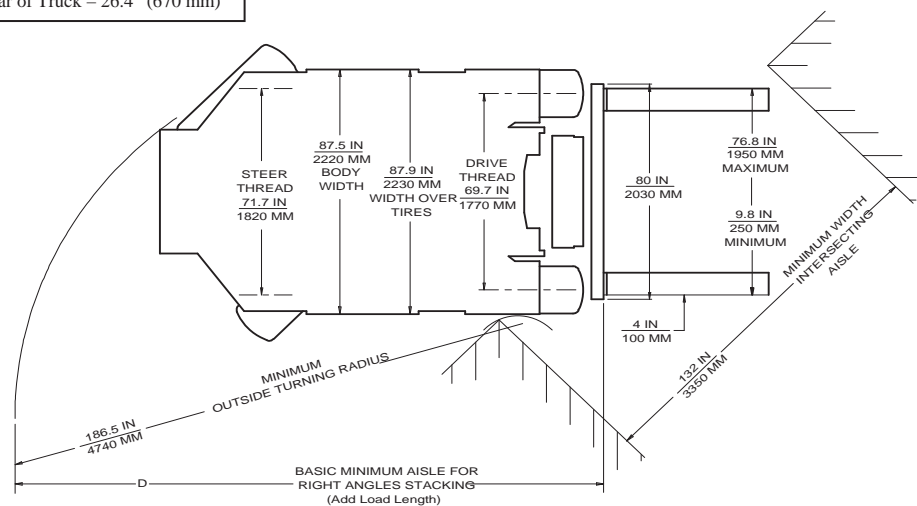 ar of Truck – 26.4" (670 mm)
STEER
THREAD
71.7 IN
1820 MM
87.5 IN
2220 MM
BODY
WIDTH
87.9 IN
2230 MM
WIDTH OVER
TIRES
DRIVE
THREAD
69.7 IN
1770 MM
80 IN
2030 MM
76.8 IN
1950 MM
MAXIMUM
9.8 IN
250 MM
MINIMUM
4 IN
100 MM
MINIMUM WIDTH
INTERSECTING
AISLE
132 IN
3350 MM
MINIMUM
OUTSIDE TURNING RADIUS
186.5 IN
4740 MM
D
BASIC MINIMUM AISLE FOR
RIGHT ANGLES STACKING
(Add Load Length)